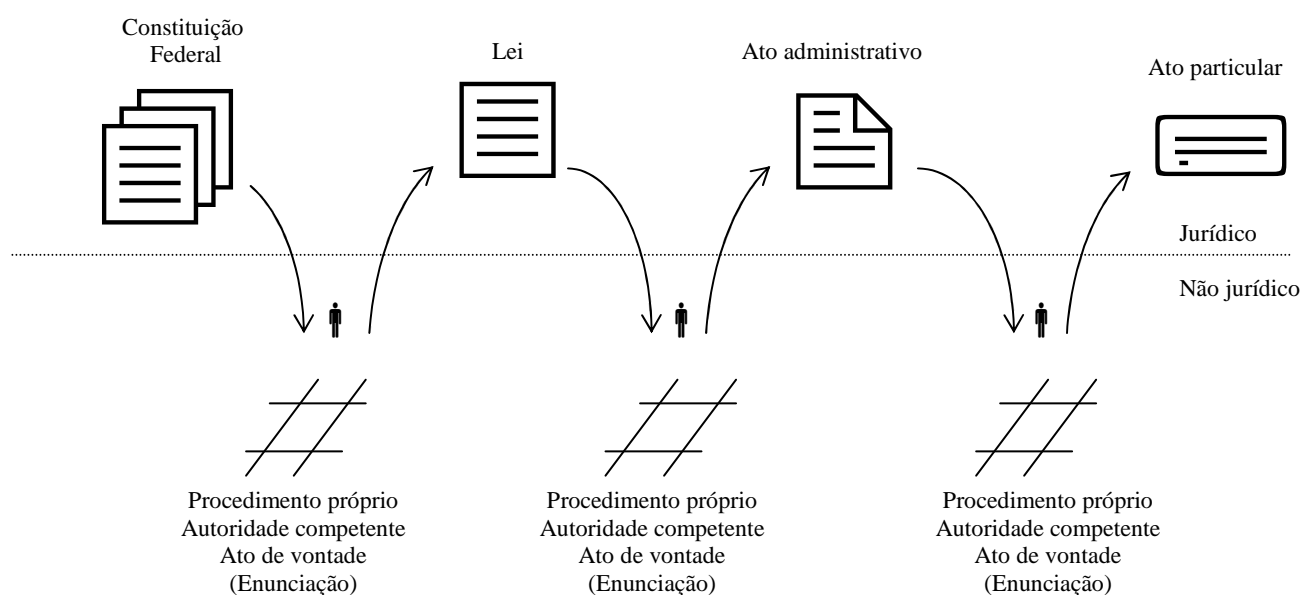 Constituição
Federal
Lei
Ato administrativo
Ato particular
Jurídico
Não jurídico
Procedimento próprio
Autoridade competente
Ato de vontade
(Enunciação)
Procedimento próprio
Autoridade competente
Ato de vontade
(Enunciação)
Procedimento próprio
Autoridade competente
Ato de vontade
(Enunciação)